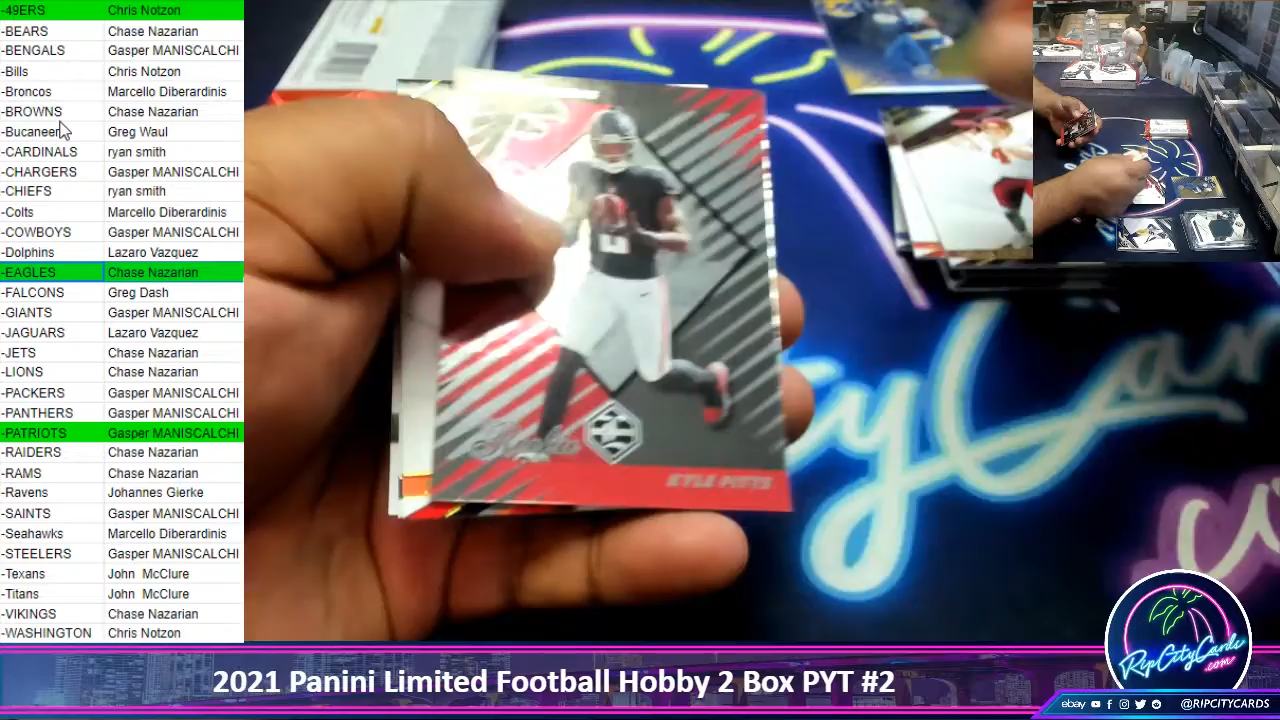 -49ERS Chris Notzon
-BEARS Chase Nazarian
-BENGALS Gasper MANISCALCHI
-Bills Chris Notzon
-Broncos Marcello Diberardinis
-BROWNS Chase Nazarian
-Bucaneer Greg Waul
-CARDINALS ryan smith
-CHARGERS Gasper MANISCALCHI
-CHIEFS ryan smith
-Colts Marcello Diberardinis
-COWBOYS Gasper MANISCALCHI
-Dolphins Lazaro Vazquez
-EAGLES Chase Nazarian
-FALCONS Greg Dash
-GIANTS Gasper MANISCALCHI
-JAGUARS Lazaro Vazquez
-JETS Chase Nazarian
-LIONS Chase Nazarian
-PACKERS Gasper MANISCALCHI
-PANTHERS Gasper MANISCALCHI
-PATRIOTS Gasper MANISCALCHI
-RAIDERS Chase Nazarian
-RAMS Chase Nazarian
-Ravens Johannes Gierke
-SAINTS Gasper MANISCALCHI
-Seahawks Marcello Diberardinis
-STEELERS Gasper MANISCALCHI
-Texans John McClure
-Titans John McClure
-VIKINGS Chase Nazarian
-WASHINGTON Chris Notzon
KYLE PITTS
2021 Panini Limited Football Hobby 2 Box PYT #2
RipCityCards
.com
ebay @RIPCITYCARDS